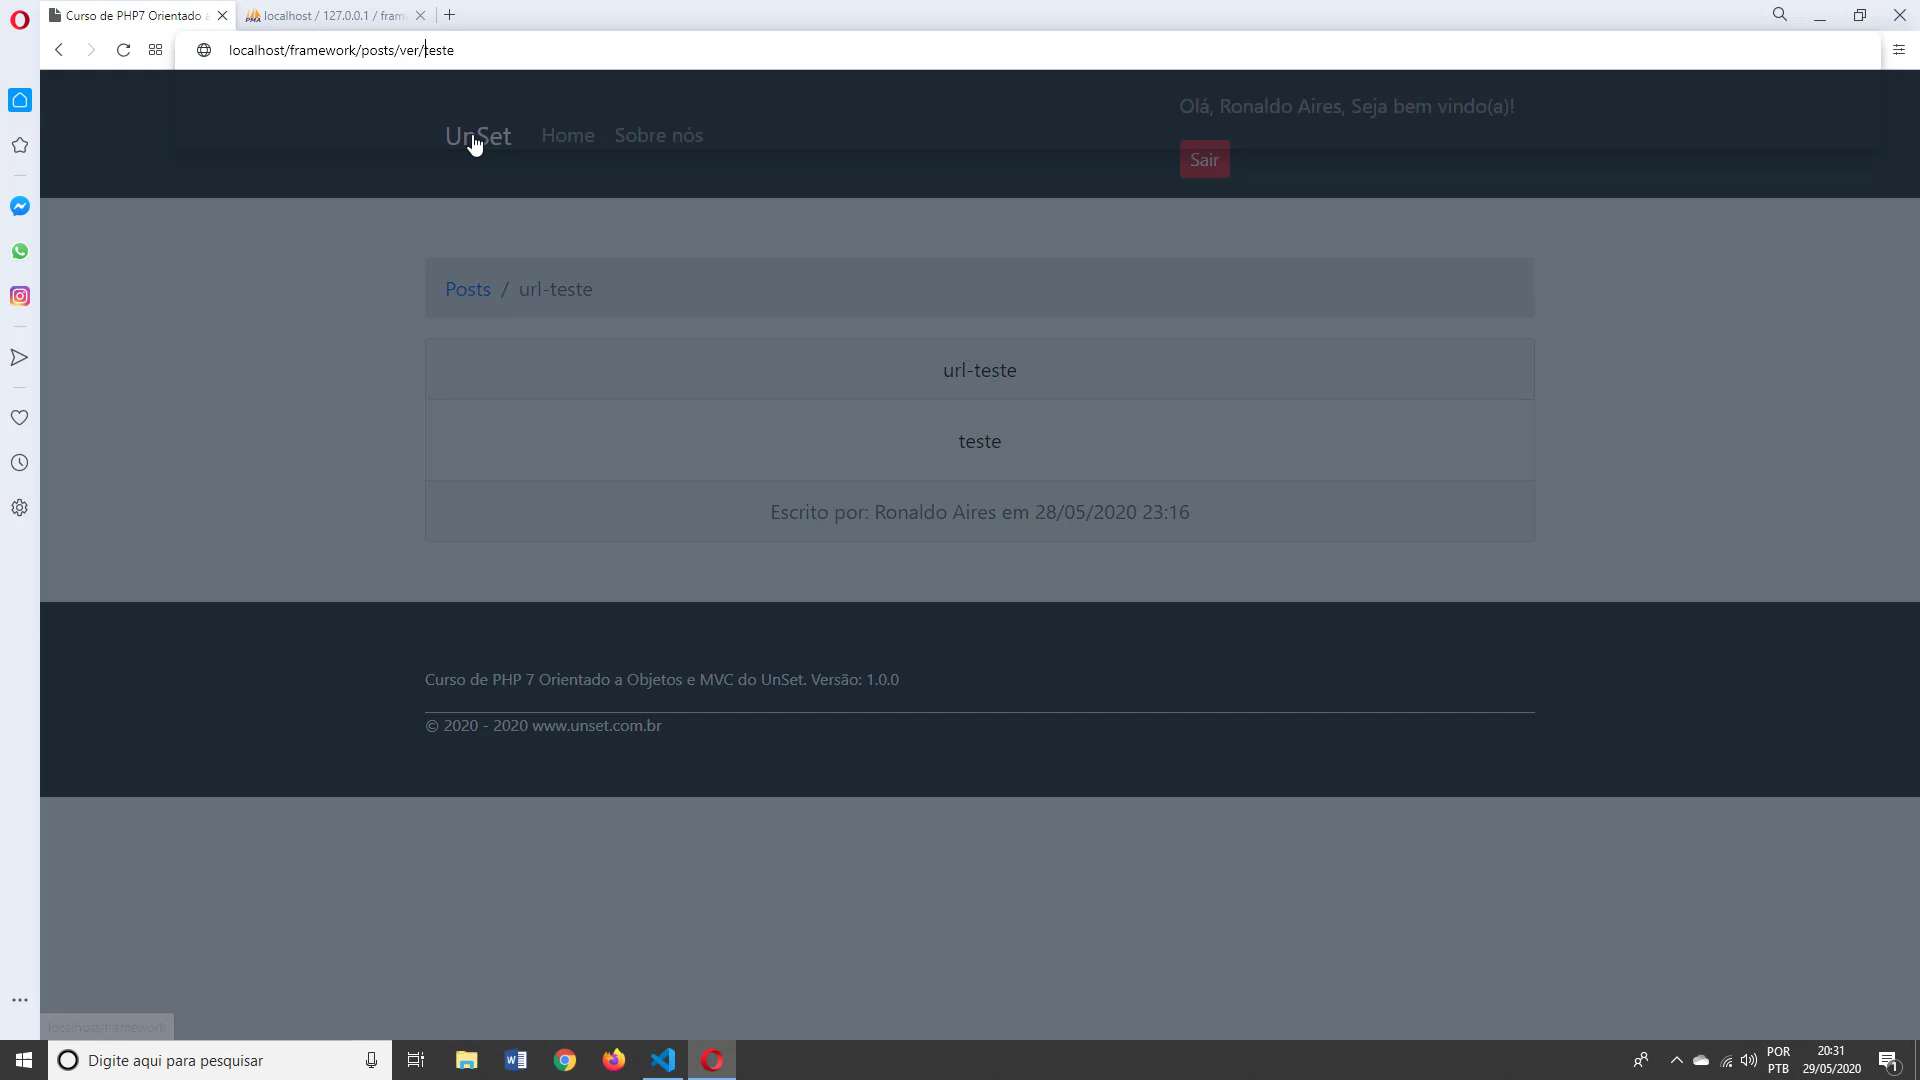 Curso de PHP7 Orientado a
localhost / 127.0.0.1 / fram
localhost/framework/posts/ver/teste
Olá, Ronaldo Aires, Seja bem vindo(a)!
UnSet Home Sobre nós
Sair
Posts / url-teste
url-teste
teste
Escrito por: Ronaldo Aires em 28/05/2020 23:16
Curso de PHP 7 Orientado a Objetos e MVC do UnSet. Versão: 1.0.0
© 2020 - 2020 www.unset.com.br
localhost/framework
Digite aqui para pesquisar
POR
PTB
20:31
29/05/2020
1